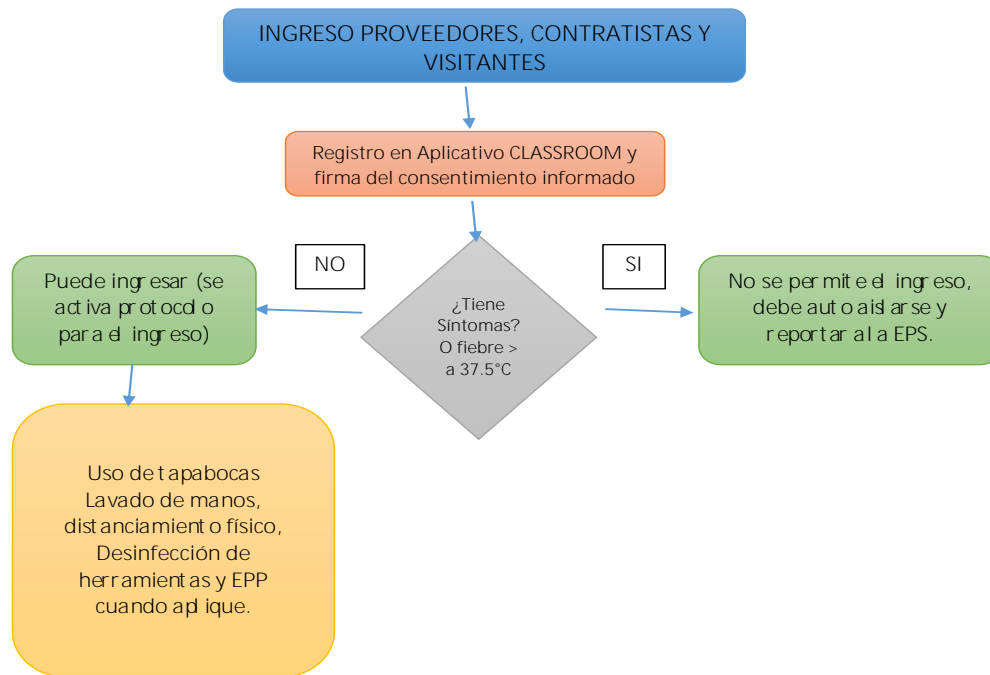 INGRESO PROVEEDORES, CONTRATISTAS Y
VISITANTES
Registro en Aplicativo CLASSROOM y
firma del consentimiento informado
NO
SI
Puede ingresar (se
activa protocolo
para el ingreso)
¿Tiene
Síntomas?
O fiebre >
a 37.5°C
No se permite el ingreso,
debe autoaislarse y
reportar a la EPS.
Uso de tapabocas
Lavado de manos,
distanciamiento físico,
Desinfección de
herramientas y EPP
cuando aplique.